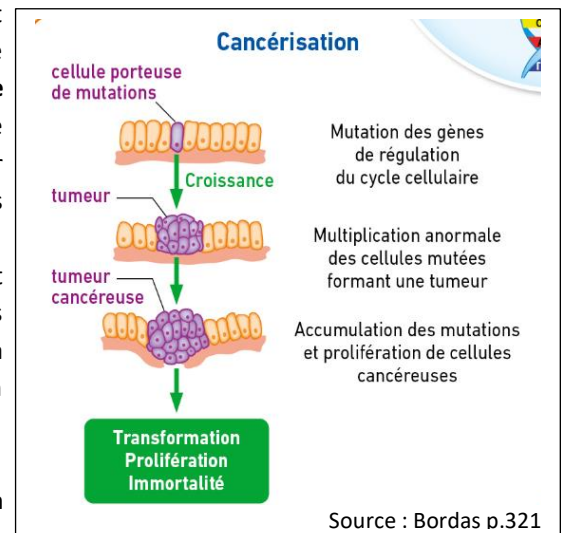 Cancérisation
cellule porteuse
de mutations
Mutation des gènes
de régulation
du cycle cellulaire
Croissance
tumeur
Multiplication anormale
des cellules mutées
formant une tumeur
tumeur
cancéreuse
Accumulation des mutations
et prolifération de cellules
cancéreuses
Transformation
Prolifération
Immortalité
Source : Bordas p.321